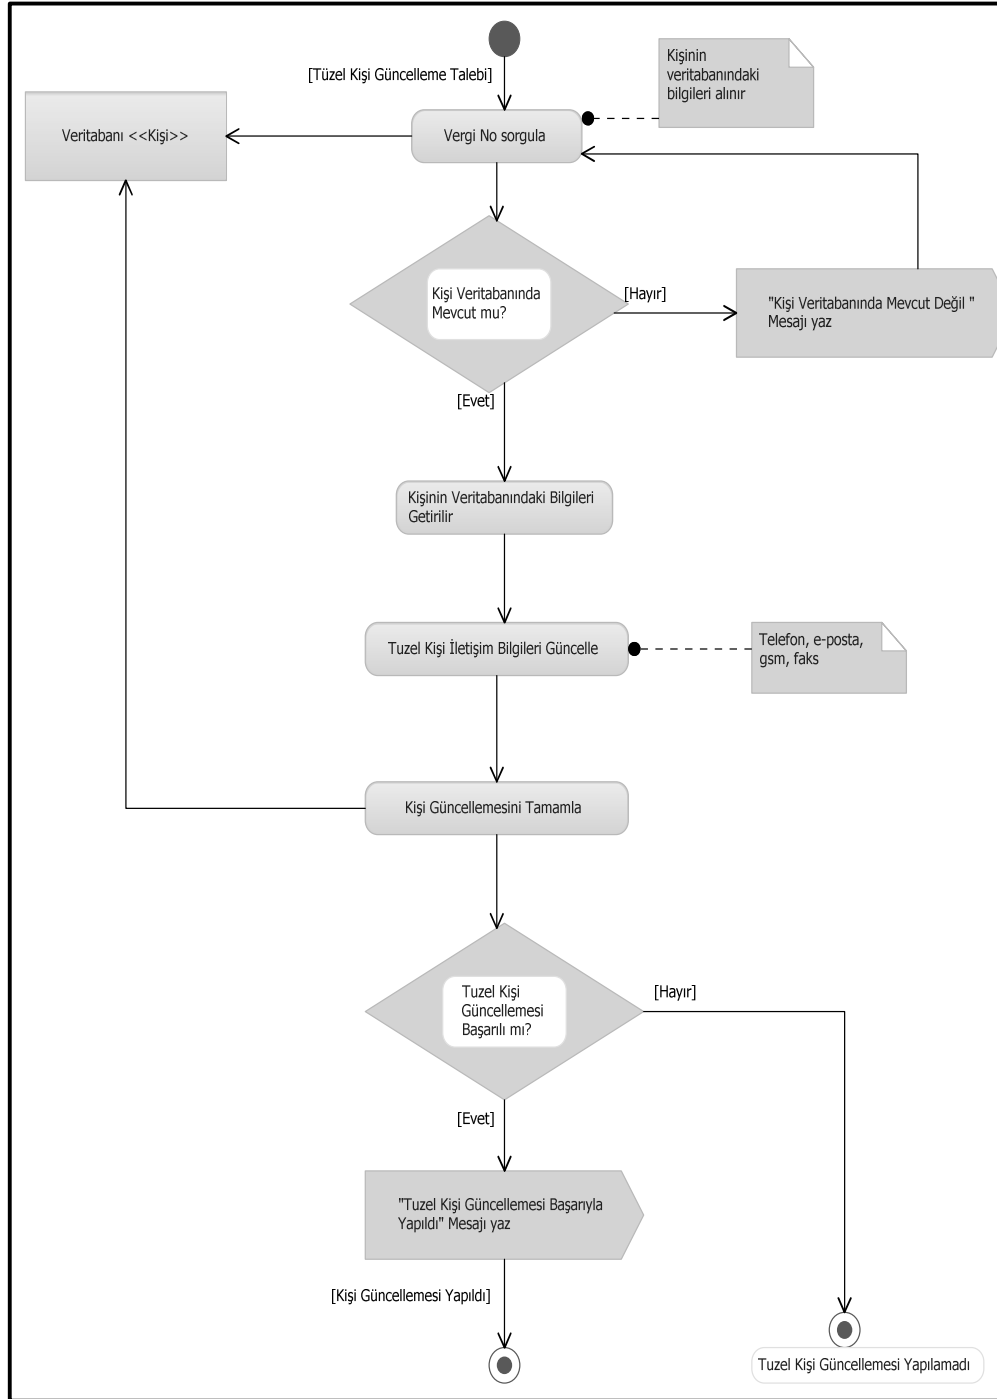 [Tüzel Kişi Güncelleme Talebi]
Kişinin
veritabanındaki
bilgileri alınır
Veritabanı <<Kişi>>
Vergi No sorgula
Kişi Veritabanında
Mevcut mu?
[Hayır]
"Kişi Veritabanında Mevcut Değil "
Mesajı yaz
[Evet]
Kişinin Veritabanındaki Bilgileri
Getirilir
Tuzel Kişi İletişim Bilgileri Güncelle
Telefon, e-posta,
gsm, faks
Kişi Güncellemesini Tamamla
Tuzel Kişi
Güncellemesi
Başarılı mı?
[Hayır]
[Evet]
"Tuzel Kişi Güncellemesi Başarıyla
Yapıldı" Mesajı yaz
[Kişi Güncellemesi Yapıldı]
Tuzel Kişi Güncellemesi Yapılamadı